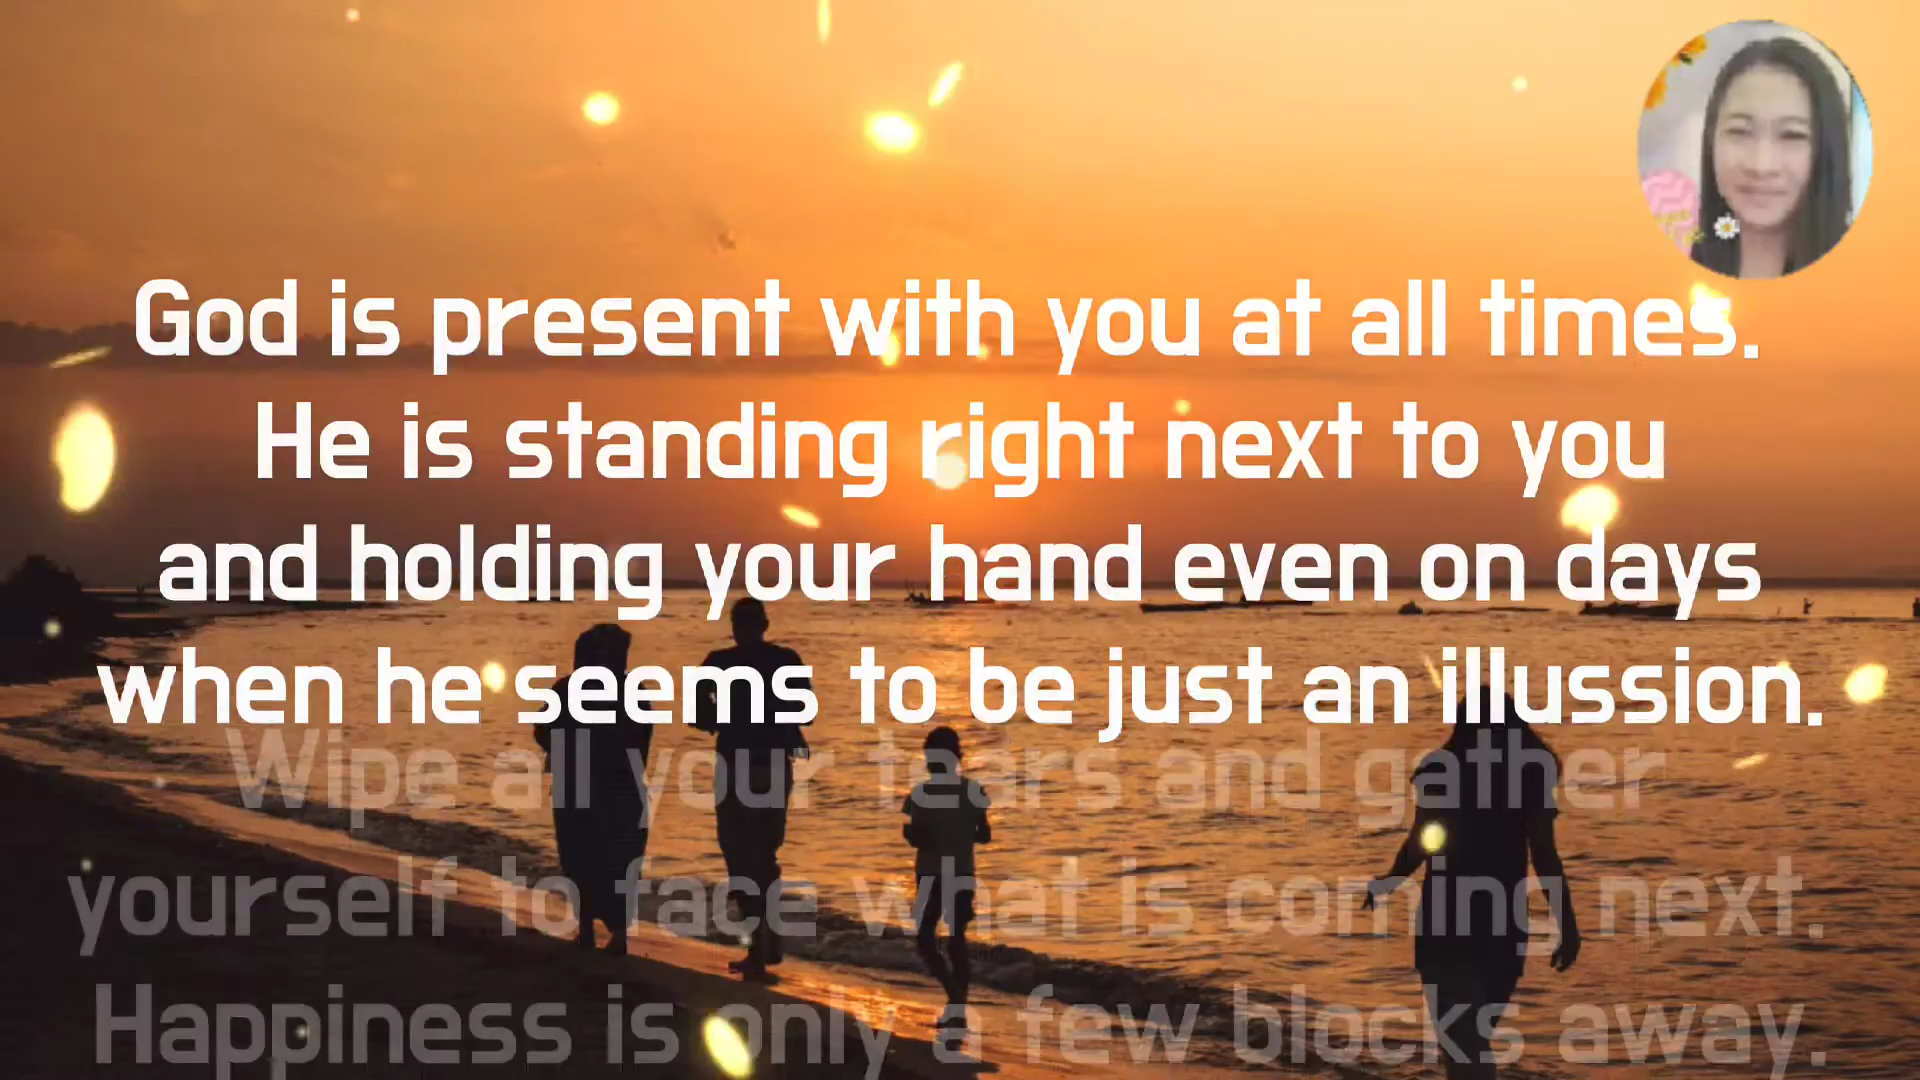 God is present with you at all times.
He is standing right next to you
and holding your hand even on days
when he seems to be just an illussion.
Wipe all your tears and gather
yourself to face what is coming next.
Happiness is only a few blocks away.